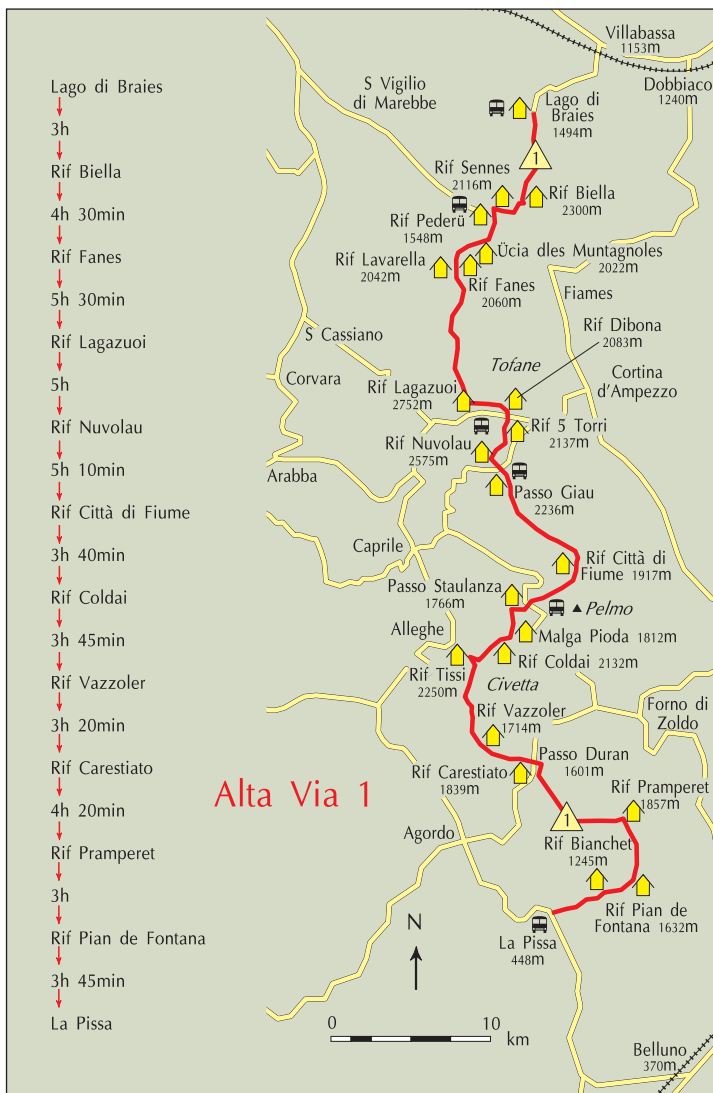 Lago di Braies
3h
Rif Biella
4h 30min
Rif Fanes
5h 30min
Rif Lagazuoi
5h
Rif Nuvolau
5h 10min
Rif Città di Fiume
3h 40min
Rif Coldai
3h 45min
Rif Vazzoler
3h 20min
Rif Carestiato
4h 20min
Rif Pramperet
3h
Rif Pian de Fontana
3h 45min
La Pissa
Alta Via 1
Villabassa
1153m
Dobbiaco
1240m
S Vigilio
di Marebbe
Lago di
Braies
1494m
1
Rif Sennes
2116m
Rif Biella
2300m
Rif Pederü
1548m
Ücia dles Muntagnoles
2022m
Rif Lavarella
2042m
Rif Fanes
2060m
Fiames
Rif Dibona
2083m
S Cassiano
Tofane
Corvara
Cortina
d'Ampezzo
Rif Lagazuoi
2752m
Rif 5 Torri
2137m
Rif Nuvolau
2575m
Arabba
Passo Giau
2236m
Caprile
Rif Città di
Fiume 1917m
Passo Staulanza
1766m
Pelmo
Alleghe
Malga Pioda 1812m
Rif Coldai 2132m
Rif Tissi
2250m
Civetta
Rif Vazzoler
1714m
Forno di
Zoldo
Passo Duran
1601m
Rif Carestiato
1839m
Rif Pramperet
1857m
1
Agordo
Rif Bianchet
1245m
Rif Pian de
Fontana 1632m
La Pissa
448m
N
0 10
km
Belluno
370m